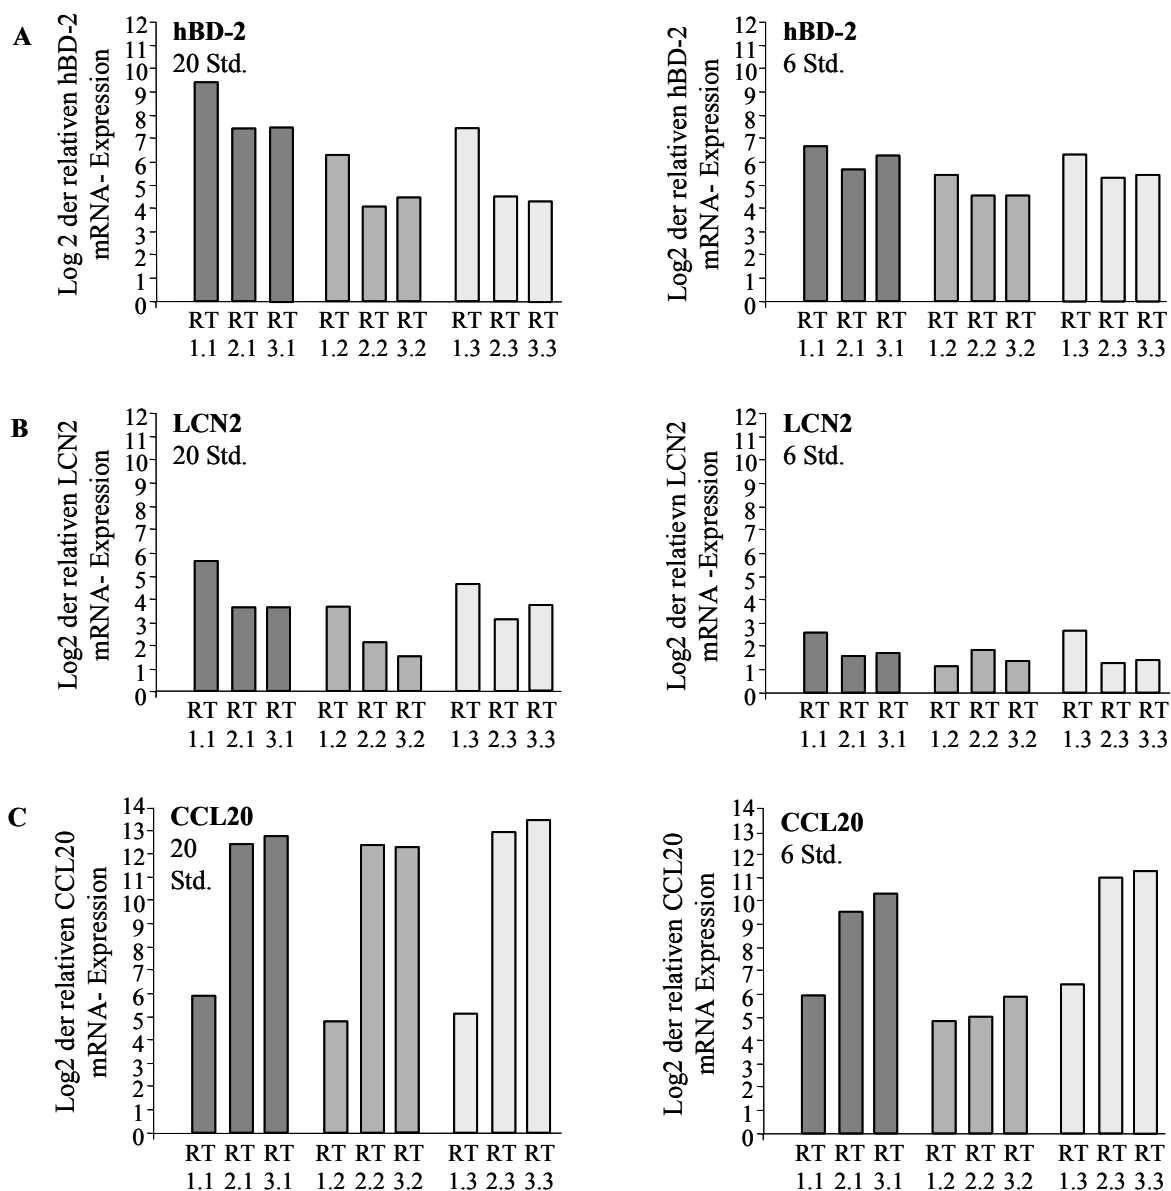 A
Log 2 der relativen hBD-2
mRNA- Expression
12
11
10
9
8
7
6
5
4
3
2
1
0
hBD-2
20 Std.
RT RT RT RT RT RT RT RT RT
1.1 2.1 3.1 1.2 2.2 3.2 1.3 2.3 3.3
Log2 der relativen hBD-2
mRNA- Expression
12
11
10
9
8
7
6
5
4
3
2
1
0
hBD-2
6 Std.
RT RT RT RT RT RT RT RT RT
1.1 2.1 3.1 1.2 2.2 3.2 1.3 2.3 3.3
B
Log2 der relativen LCN2
mRNA- Expression
12
11
10
9
8
7
6
5
4
3
2
1
0
LCN2
20 Std.
RT RT RT RT RT RT RT RT RT
1.1 2.1 3.1 1.2 2.2 3.2 1.3 2.3 3.3
Log2 der relatievn LCN2
mRNA -Expression
12
11
10
9
8
7
6
5
4
3
2
1
0
LCN2
6 Std.
RT RT RT RT RT RT RT RT RT
1.1 2.1 3.1 1.2 2.2 3.2 1.3 2.3 3.3
C
Log2 der relativen CCL20
mRNA- Expression
14
13
12
11
10
9
8
7
6
5
4
3
2
1
0
CCL20
20
Std.
RT RT RT RT RT RT RT RT RT
1.1 2.1 3.1 1.2 2.2 3.2 1.3 2.3 3.3
Log2 der relativen CCL20
mRNA Expression
14
13
12
11
10
9
8
7
6
5
4
3
2
1
0
CCL20
6 Std.
RT RT RT RT RT RT RT RT RT
1.1 2.1 3.1 1.2 2.2 3.2 1.3 2.3 3.3